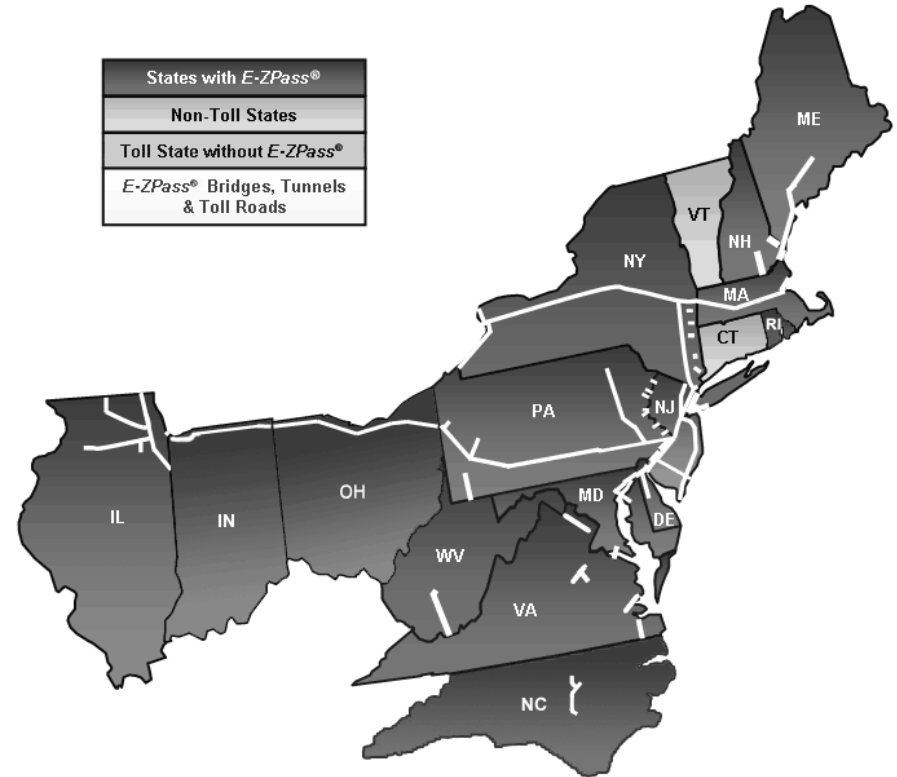 States with E-ZPass®
Non-Toll States
Toll State without E-ZPass®
E-ZPass® Bridges, Tunnels
& Toll Roads
ME
VT
NH
NY
MA
CT
RI
PA
NJ
OH
IL
IN
MD
DE
WV
VA
NC